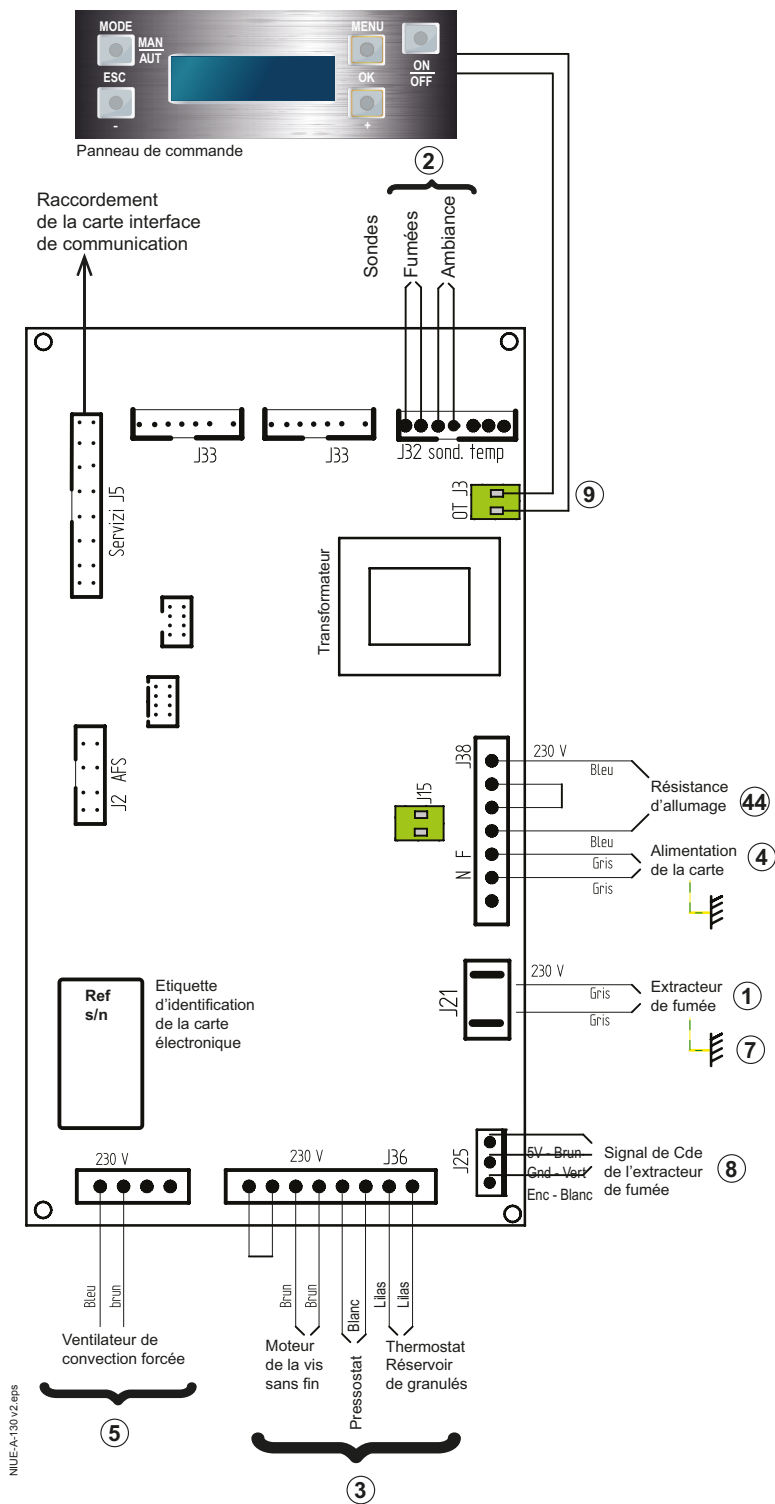 MODE
MAN
AUT
MENU
ESC
OK
ON
OFF
-
+
Panneau de commande
2
Raccordement
de la carte interface
de communication
Sondes
Fumées
Ambiance
J33
J33
J32 sond. temp
Servizi J5
OT J3
9
Transformateur
J2 AFS
J15
J38
230 V
Bleu
Résistance
d'allumage
44
Bleu
N F
Gris
Gris
Alimentation
de la carte
4
Ref
s/n
Etiquette
d'identification
de la carte
électronique
J21
230 V
Gris
Gris
Extracteur
de fumée
1
7
J25
5V - Brun
Gnd - Vert
Enc - Blanc
Signal de Cde
de l'extracteur
de fumée
8
230 V
230 V
J36
Bleu
brun
Brun
Brun
Blanc
Lilas
Lilas
Ventilateur de
convection forcée
Moteur
de la vis
sans fin
Pressostat
Thermostat
Réservoir
de granulés
5
3
NIUE-A-130 v2.eps